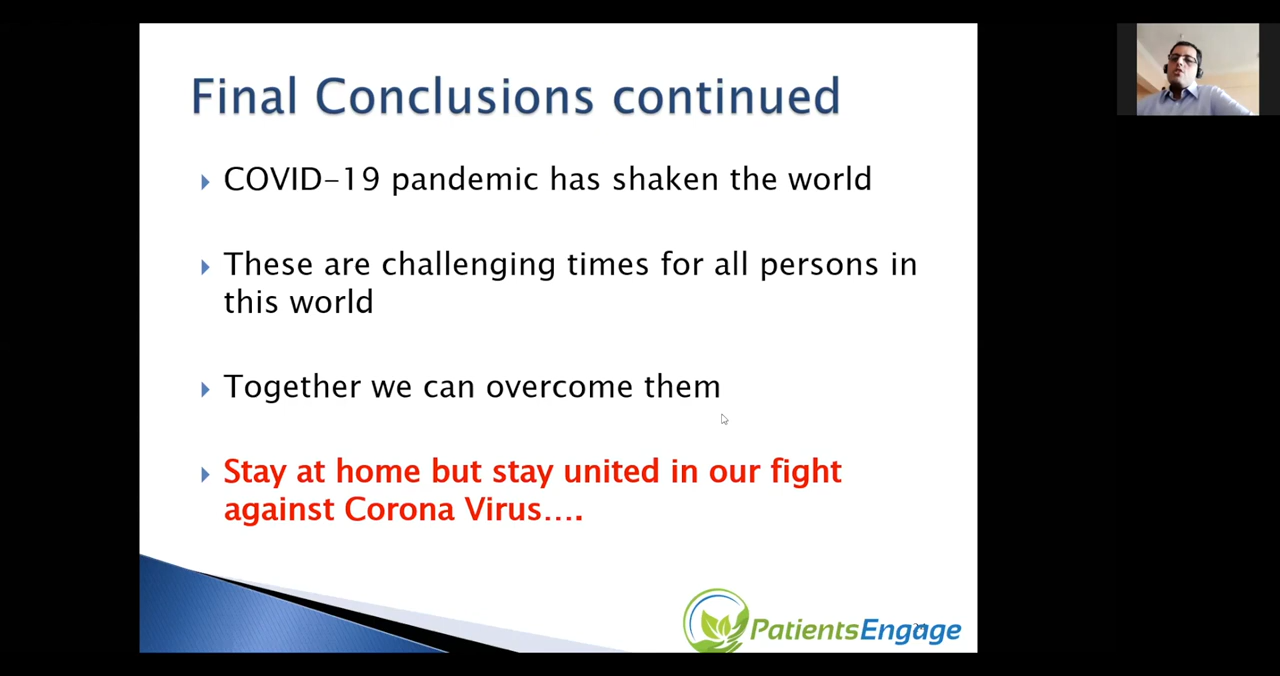 Final Conclusions continued
COVID-19 pandemic has shaken the world
These are challenging times for all persons in
this world
Together we can overcome them
Stay at home but stay united in our fight
against Corona Virus....
PatientsEngage